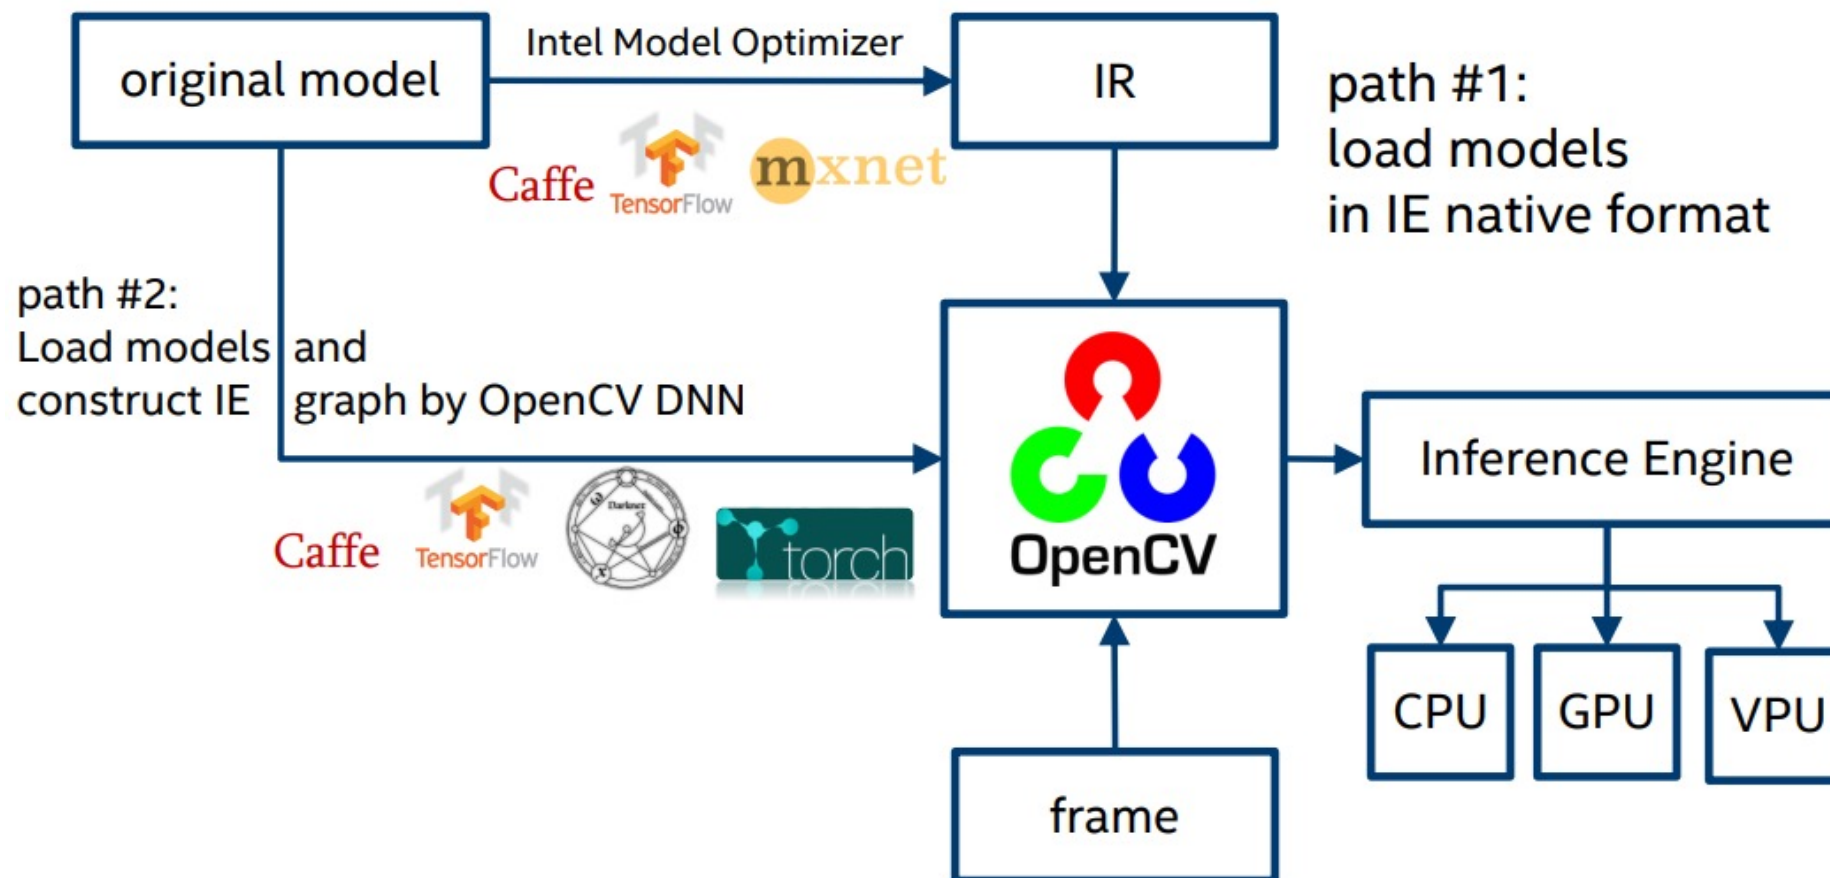 original model
Intel Model Optimizer
IR
path #1:
load models
in IE native format
Caffe
TensorFlow
mxnet
path #2:
Load models and
construct IE graph by OpenCV DNN
Caffe
TensorFlow
Darknet
torch
OpenCV
Inference Engine
CPU
GPU
VPU
frame